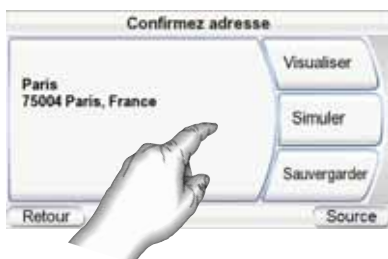 Confirmez adresse
Paris
75004 Paris, France
Visualiser
Simuler
Sauvergarder
Retour
Source